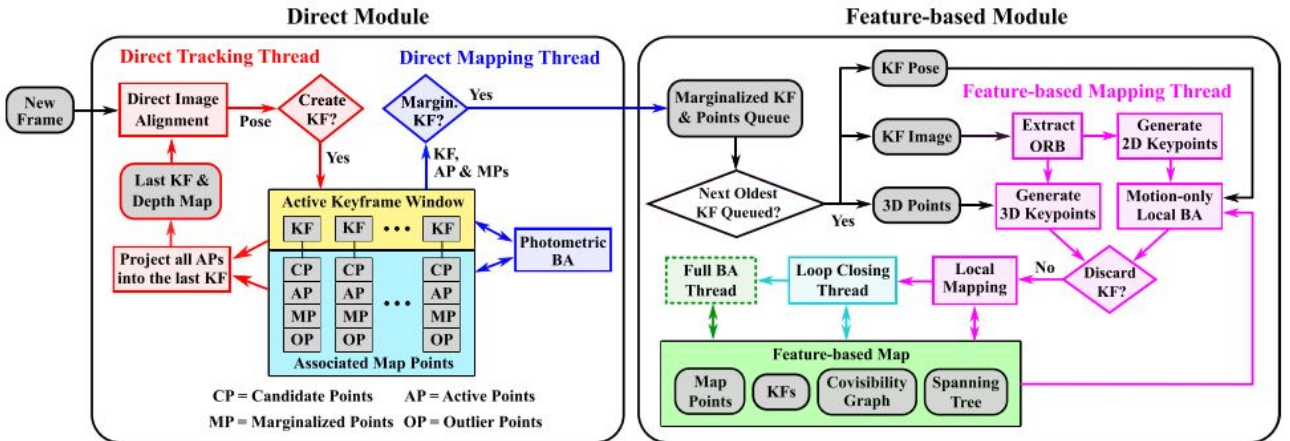 Direct Module
Feature-based Module
Direct Tracking Thread
Direct Mapping Thread
New
Frame
Direct Image
Alignment
Pose
Create
KF?
Yes
Margin.
KF?
Yes
KF,
AP & MPs
Last KF &
Depth Map
Project all APs
into the last KF
Active Keyframe Window
KF KF ••• KF
CP CP CP
AP AP AP
•••
MP MP MP
OP OP OP
Associated Map Points
Photometric
BA
CP = Candidate Points AP = Active Points
MP = Marginalized Points OP = Outlier Points
Marginalized KF
& Points Queue
Next Oldest
KF Queued?
Yes
KF Pose
KF Image
3D Points
Feature-based Mapping Thread
Extract
ORB
Generate
2D Keypoints
Generate
3D Keypoints
Motion-only
Local BA
Discard
KF?
No
Local
Mapping
Loop Closing
Thread
Full BA
Thread
Feature-based Map
Map
Points
KFs
Covisibility
Graph
Spanning
Tree